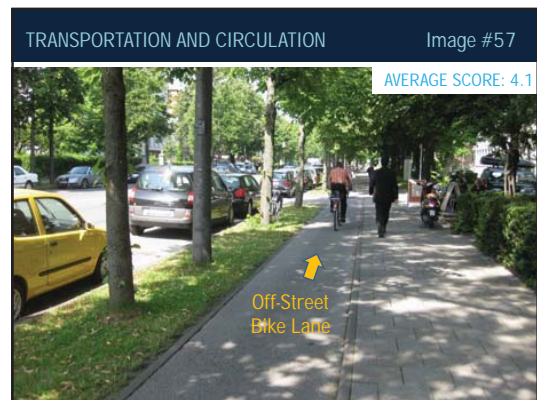 TRANSPORTATION AND CIRCULATION
Image #57
AVERAGE SCORE: 4.1
Off-Street
Bike Lane